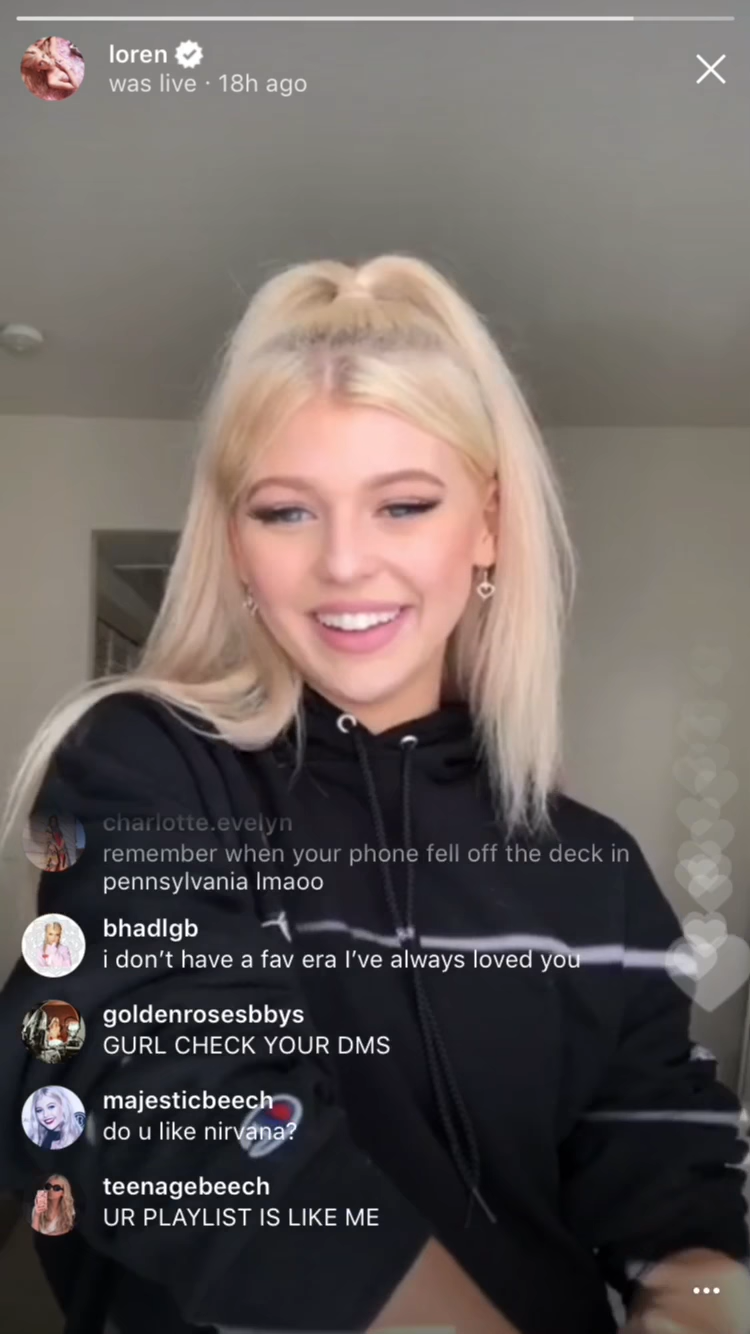 loren
was live · 18h ago
charlotte.evelyn
remember when your phone fell off the deck in
pennsylvania lmaoo
bhadlgb
i don’t have a fav era I’ve always loved you
goldenrosesbbys
GURL CHECK YOUR DMS
majesticbeech
do u like nirvana?
teenagebeech
UR PLAYLIST IS LIKE ME